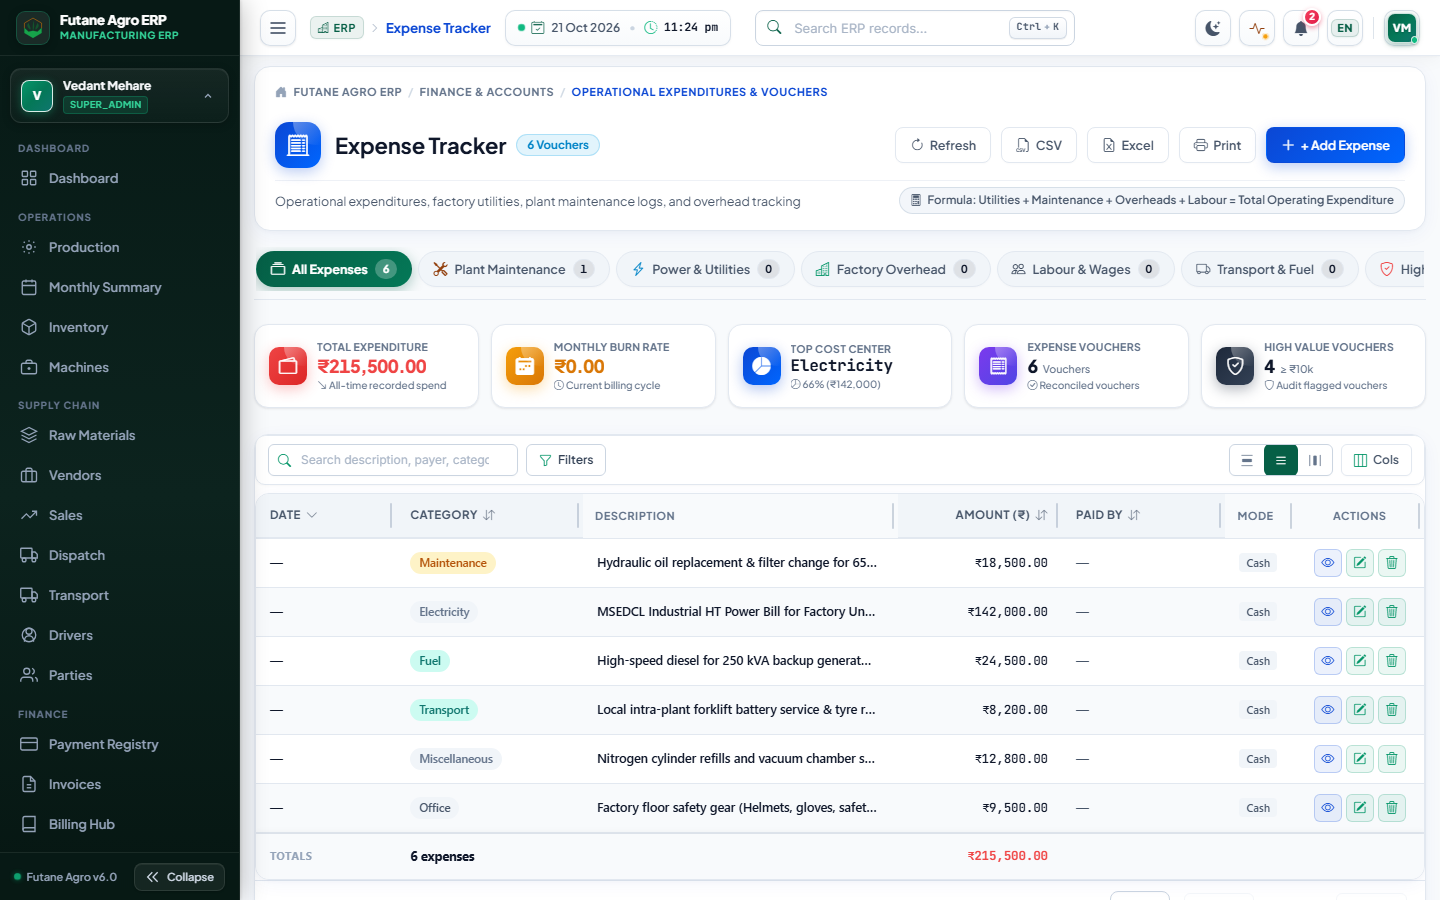 Futane Agro ERP
MANUFACTURING ERP
V
Vedant Mehare
SUPER_ADMIN
DASHBOARD
Dashboard
OPERATIONS
Production
Monthly Summary
Inventory
Machines
SUPPLY CHAIN
Raw Materials
Vendors
Sales
Dispatch
Transport
Drivers
Parties
FINANCE
Payment Registry
Invoices
Billing Hub
Futane Agro v6.0
Collapse
ERP
Expense Tracker
21 Oct 2026
11:24 pm
Search ERP records...
Ctrl+K
2
EN
VM
FUTANE AGRO ERP / FINANCE & ACCOUNTS / OPERATIONAL EXPENDITURES & VOUCHERS
Expense Tracker
6 Vouchers
Refresh
CSV
Excel
Print
+ Add Expense
Operational expenditures, factory utilities, plant maintenance logs, and overhead tracking
Formula: Utilities + Maintenance + Overheads + Labour = Total Operating Expenditure
All Expenses 6
Plant Maintenance 1
Power & Utilities 0
Factory Overhead 0
Labour & Wages 0
Transport & Fuel 0
High
TOTAL EXPENDITURE
₹215,500.00
All-time recorded spend
MONTHLY BURN RATE
₹0.00
Current billing cycle
TOP COST CENTER
Electricity
66% (₹142,000)
EXPENSE VOUCHERS
6 Vouchers
Reconciled vouchers
HIGH VALUE VOUCHERS
4 ≥ ₹10k
Audit flagged vouchers
Search description, payer, catego
Filters
Cols
DATE CATEGORY DESCRIPTION AMOUNT (₹) PAID BY MODE ACTIONS
— Maintenance Hydraulic oil replacement & filter change for 65... ₹18,500.00 — Cash
— Electricity MSEDCL Industrial HT Power Bill for Factory Un... ₹142,000.00 — Cash
— Fuel High-speed diesel for 250 kVA backup generat... ₹24,500.00 — Cash
— Transport Local intra-plant forklift battery service & tyre r... ₹8,200.00 — Cash
— Miscellaneous Nitrogen cylinder refills and vacuum chamber s... ₹12,800.00 — Cash
— Office Factory floor safety gear (Helmets, gloves, safet... ₹9,500.00 — Cash
TOTALS 6 expenses ₹215,500.00